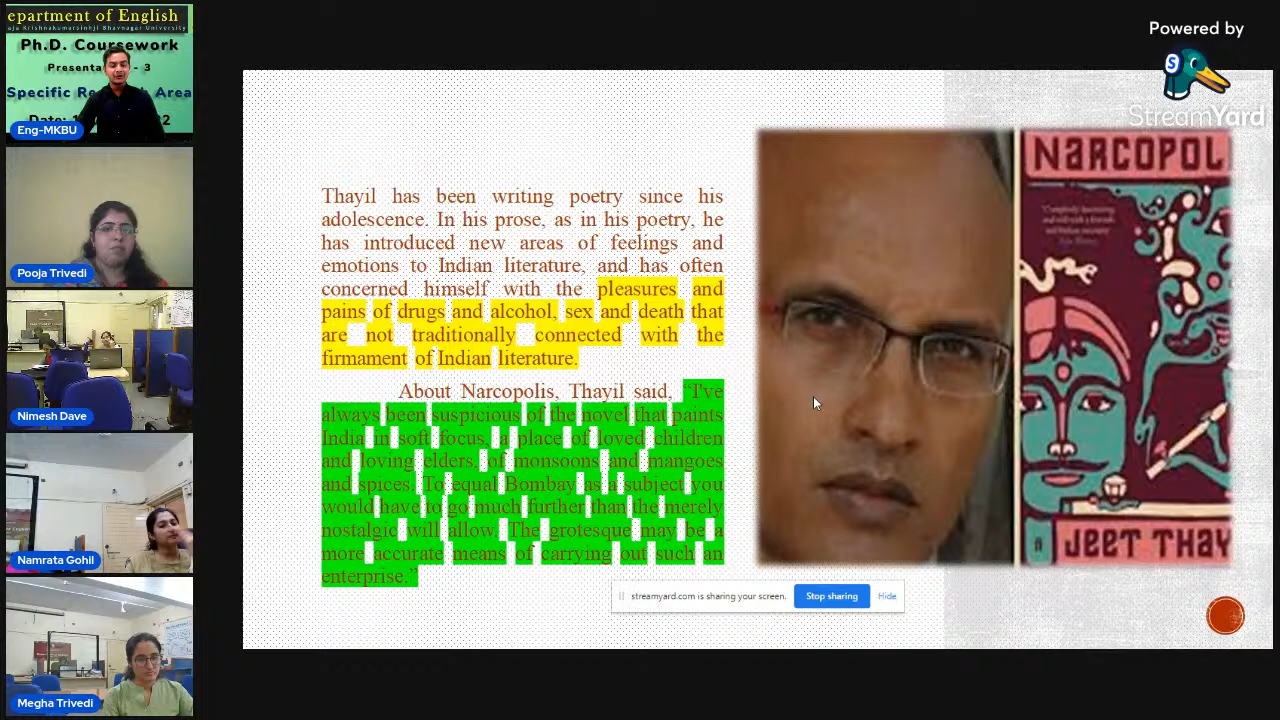 epartment of English
aja Krishnakumarsinhji Bhavnagar University
Ph.D. Coursework
Presenta - 3
Specific Re Area
Eng-MKBU
Pooja Trivedi
Nimesh Dave
Namrata Gohil
Megha Trivedi
Powered by
StreamYard
Thayil has been writing poetry since his
adolescence. In his prose, as in his poetry, he
has introduced new areas of feelings and
emotions to Indian literature, and has often
concerned himself with the pleasures and
pains of drugs and alcohol, sex and death that
are not traditionally connected with the
firmament of Indian literature.
About Narcopolis, Thayil said, “I've
always been suspicious of the novel that paints
India in soft focus, a place of loved children
and loving elders, of monsoons and mangoes
and spices. To equal Bombay as a subject you
would have to go much further than the merely
nostalgic will allow. The grotesque may be a
more accurate means of carrying out such an
enterprise.”
NARCOPOL
JEET THAY
streamyard.com is sharing your screen.
Stop sharing
Hide